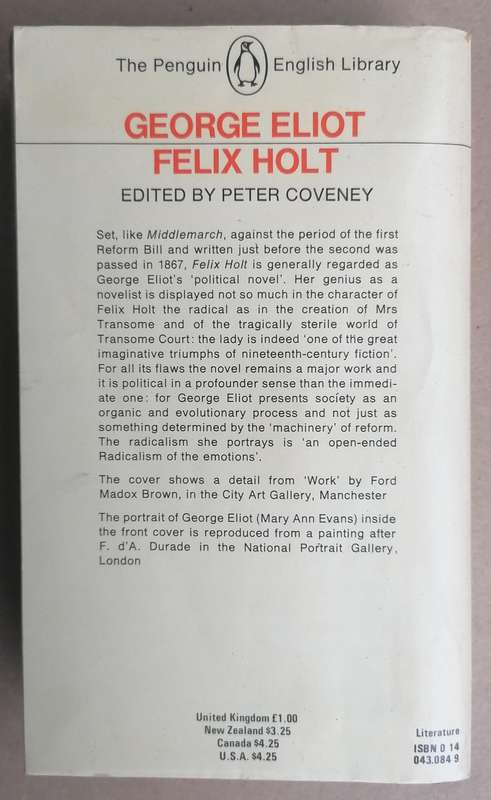 The Penguin English Library
GEORGE ELIOT
FELIX HOLT
EDITED BY PETER COVENEY
Set, like Middlemarch, against the period of the first
Reform Bill and written just before the second was
passed in 1867, Felix Holt is generally regarded as
George Eliot's 'political novel'. Her genius as a
novelist is displayed not so much in the character of
Felix Holt the radical as in the creation of Mrs
Transome and of the tragically sterile world of
Transome Court: the lady is indeed 'one of the great
imaginative triumphs of nineteenth-century fiction'.
For all its flaws the novel remains a major work and
it is political in a profounder sense than the immedi-
ate one: for George Eliot presents society as an
organic and evolutionary process and not just as
something determined by the 'machinery' of reform.
The radicalism she portrays is 'an open-ended
Radicalism of the emotions'.
The cover shows a detail from 'Work' by Ford
Madox Brown, in the City Art Gallery, Manchester
The portrait of George Eliot (Mary Ann Evans) inside
the front cover is reproduced from a painting after
F. d'A. Durade in the National Portrait Gallery,
London
United Kingdom £1.00
New Zealand $3.25
Canada $4.25
U.S.A. $4.25
Literature
ISBN 0 14
043.084 9